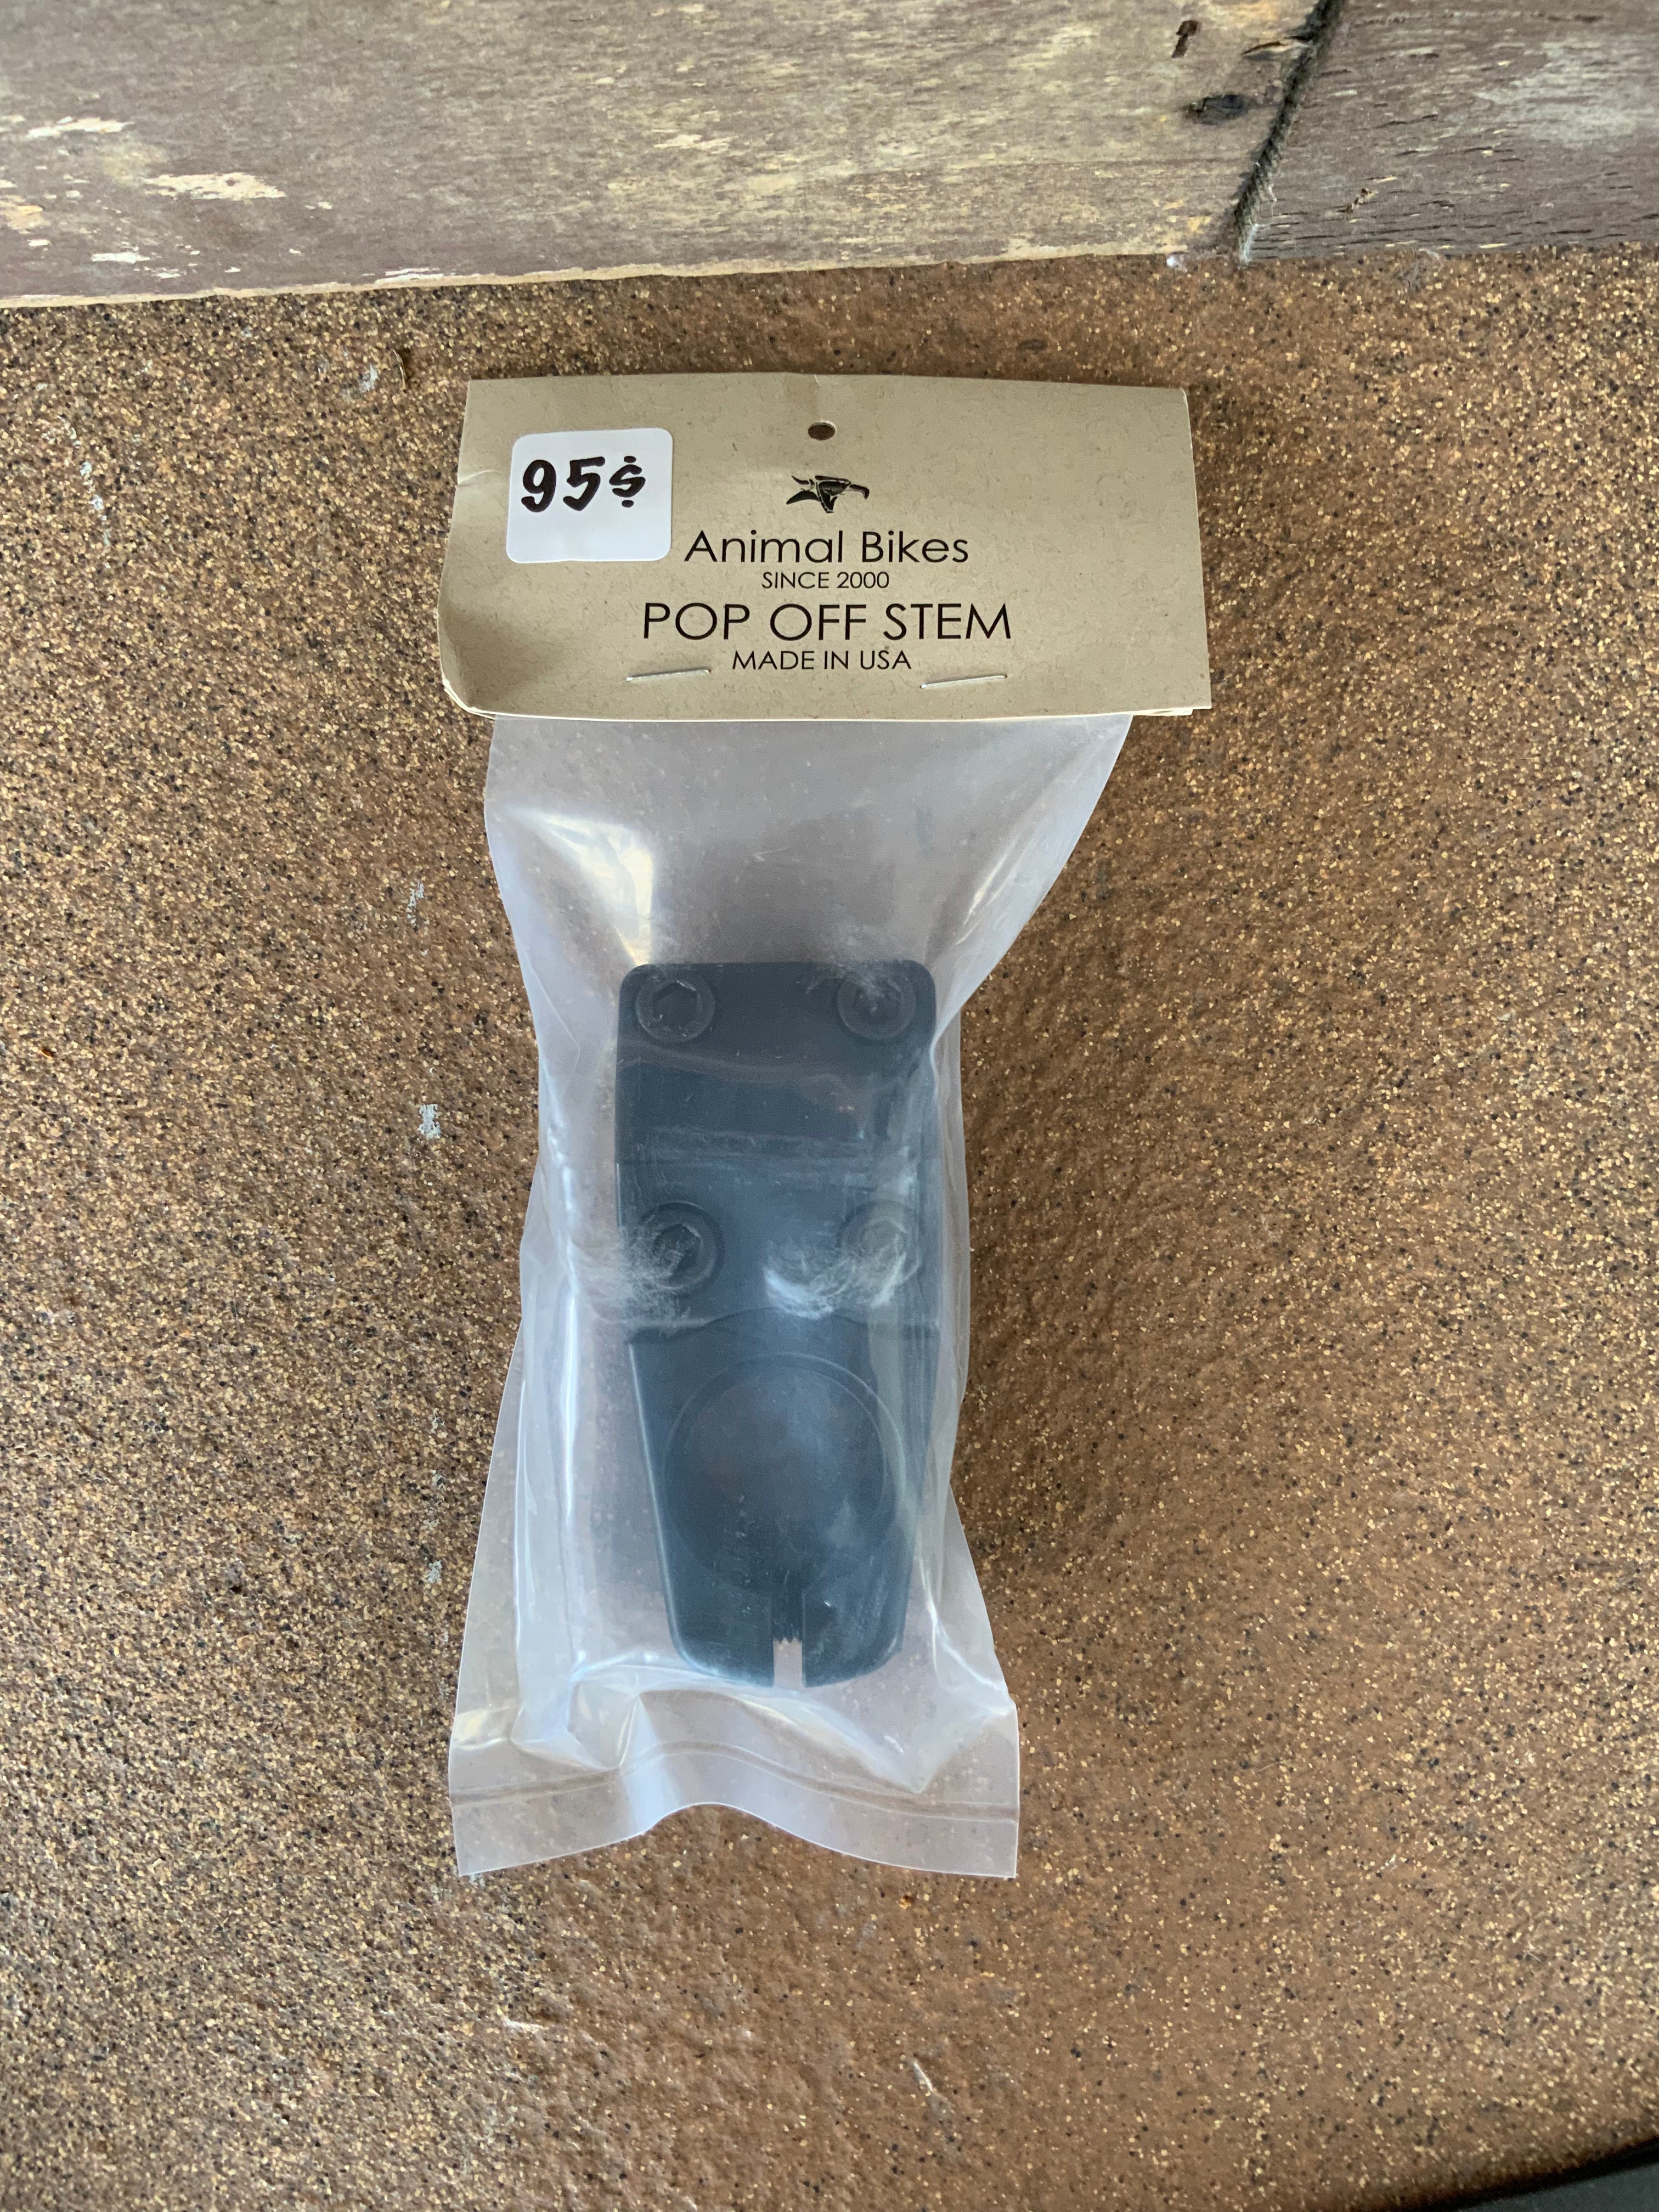 95$
Animal Bikes
SINCE 2000
POP OFF STEM
MADE IN USA